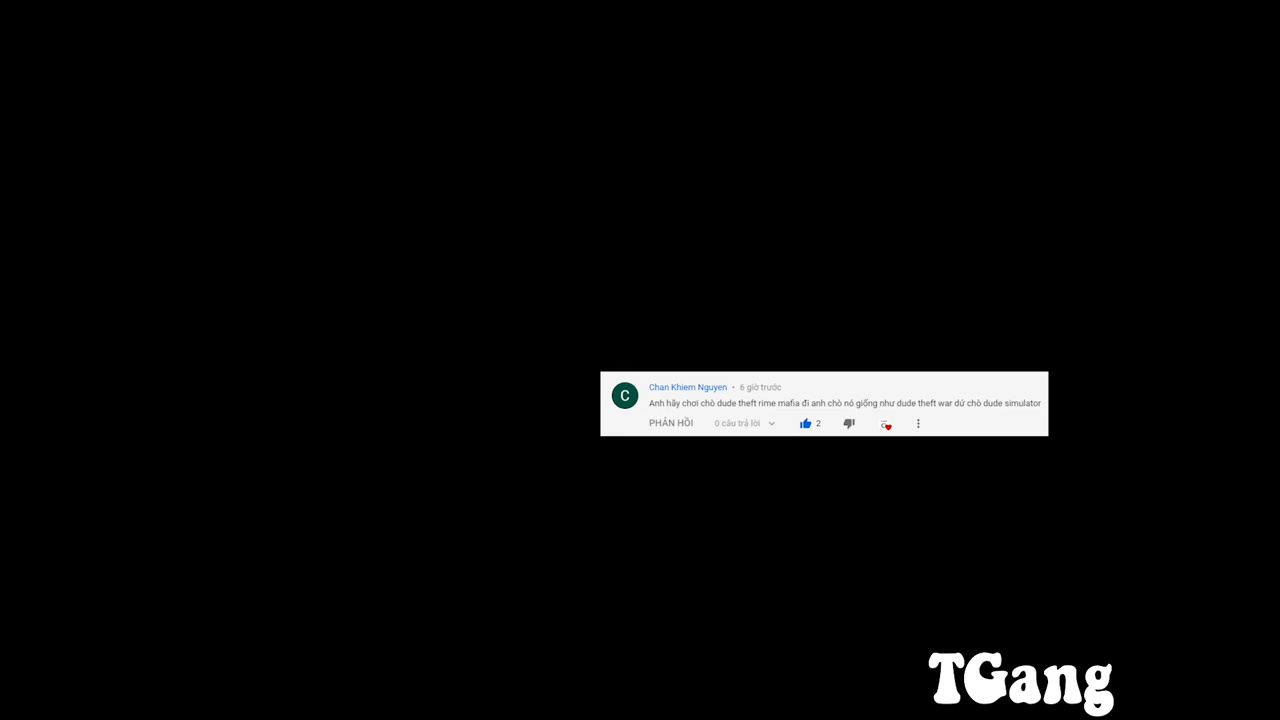 C
Chan Khiem Nguyen • 6 giờ trước
Anh hãy chơi chò dude theft rime mafia đi anh chò nó giống như dude theft war dứ chò dude simulator
PHẢN HỒI 0 câu trả lời 2
TGang